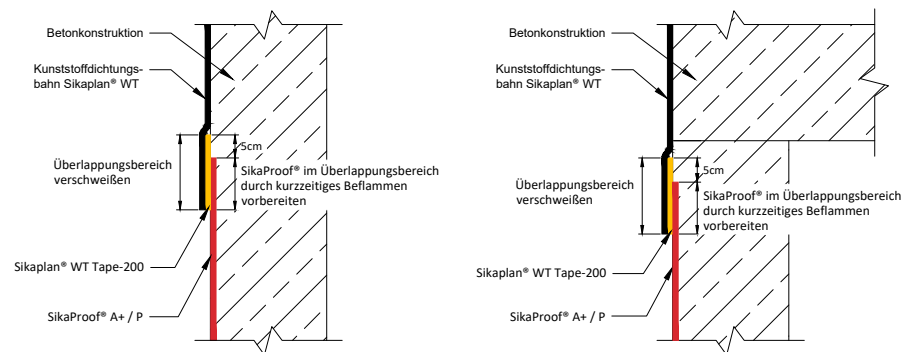 Betonkonstruktion
Kunststoffdichtungs-
bahn Sikaplan® WT
Überlappungsbereich
verschweißen
5cm
SikaProof® im Überlappungsbereich
durch kurzzeitiges Beflammen
vorbereiten
Sikaplan® WT Tape-200
SikaProof® A+ / P
Betonkonstruktion
Kunststoffdichtungs-
bahn Sikaplan® WT
Überlappungsbereich
verschweißen
5cm
SikaProof® im Überlappungsbereich
durch kurzzeitiges Beflammen
vorbereiten
Sikaplan® WT Tape-200
SikaProof® A+ / P